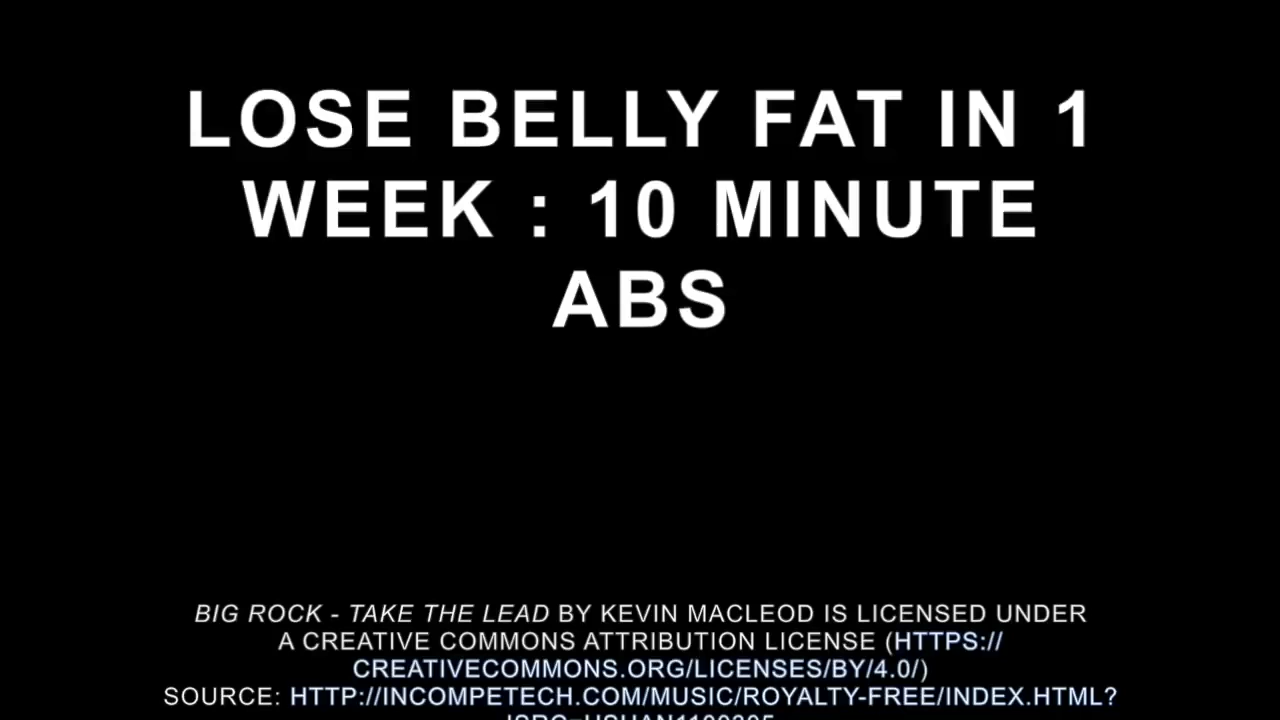 LOSE BELLY FAT IN 1
WEEK : 10 MINUTE
ABS
BIG ROCK - TAKE THE LEAD BY KEVIN MACLEOD IS LICENSED UNDER
A CREATIVE COMMONS ATTRIBUTION LICENSE (HTTPS://
CREATIVECOMMONS.ORG/LICENSES/BY/4.0/)
SOURCE: HTTP://INCOMPETECH.COM/MUSIC/ROYALTY-FREE/INDEX.HTML?